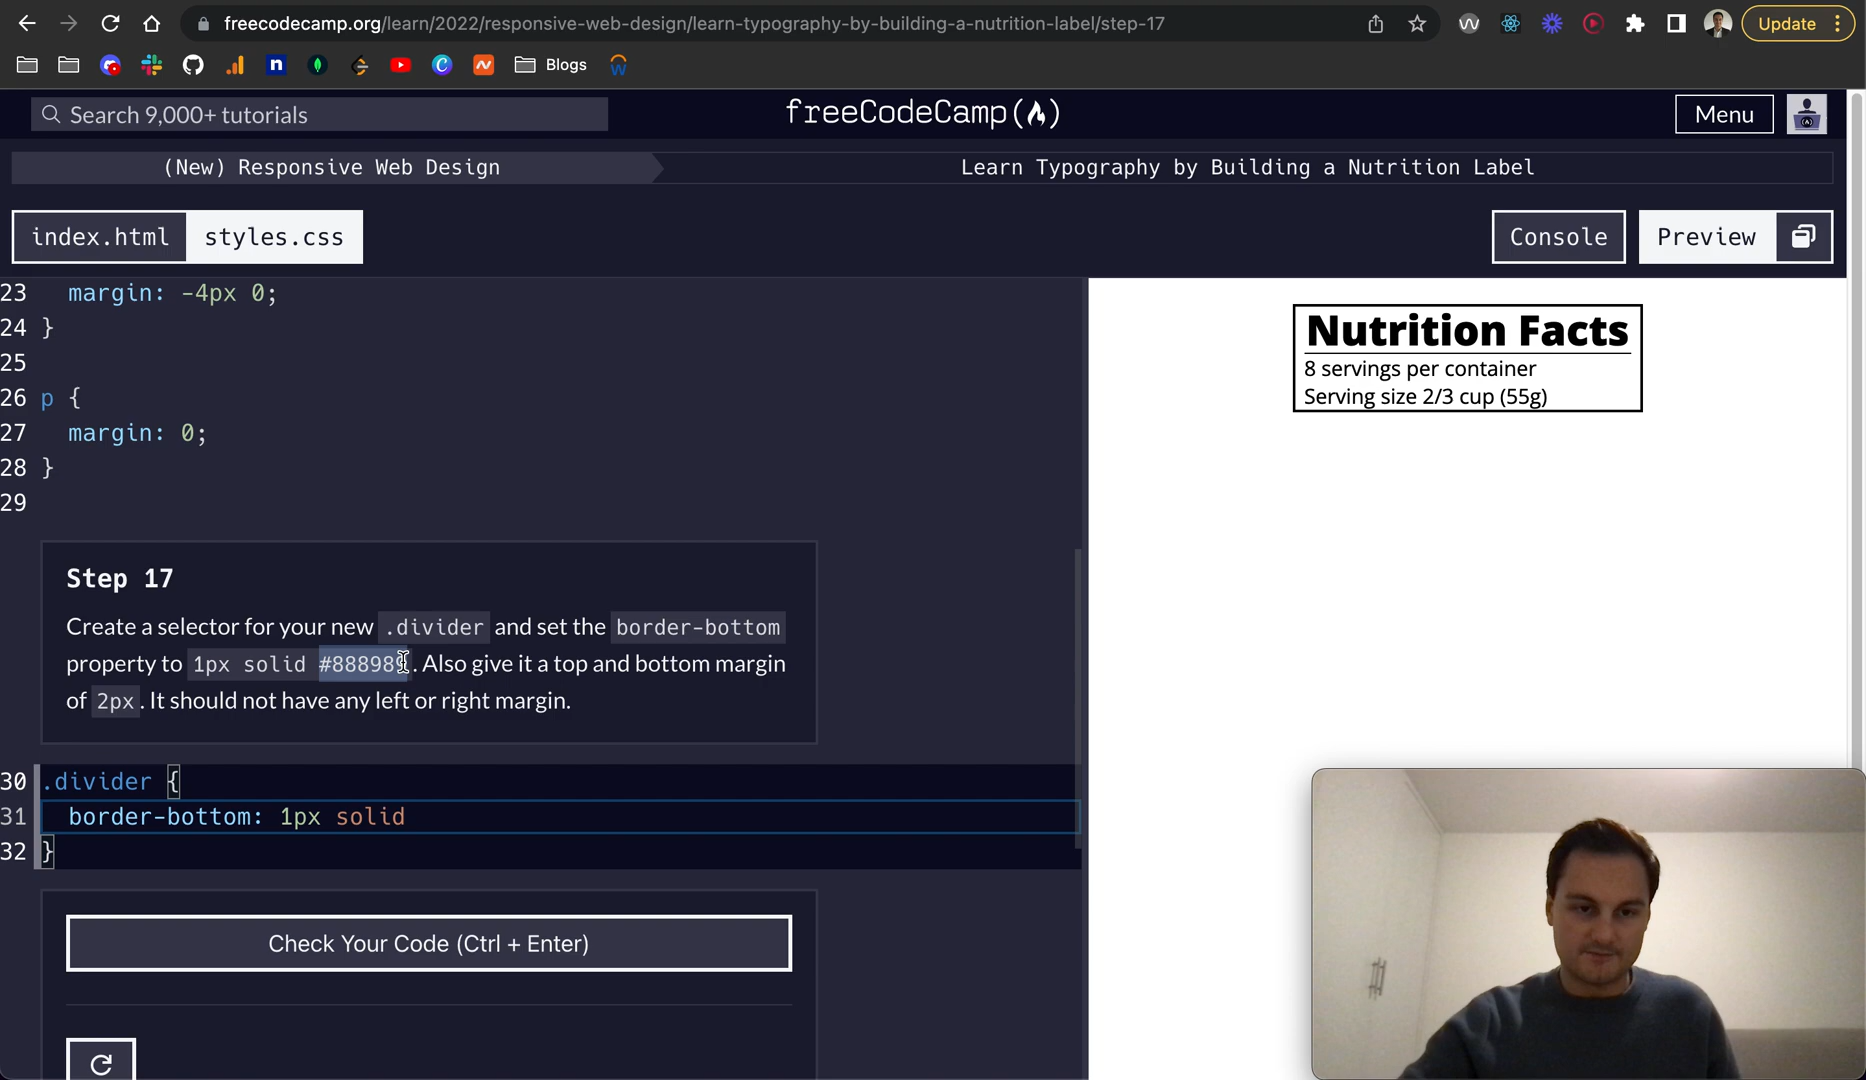 freecodecamp.org/learn/2022/responsive-web-design/learn-typography-by-building-a-nutrition-label/step-17
Update
Blogs
Search 9,000+ tutorials
freeCodeCamp
Menu
(New) Responsive Web Design
Learn Typography by Building a Nutrition Label
index.html
styles.css
Console
Preview
23 margin: -4px 0;
24 }
25
26 p {
27 margin: 0;
28 }
29
Step 17
Create a selector for your new .divider and set the border-bottom
property to 1px solid #888989. Also give it a top and bottom margin
of 2px. It should not have any left or right margin.
30 .divider {
31 border-bottom: 1px solid
32 }
Check Your Code (Ctrl + Enter)
Nutrition Facts
8 servings per container
Serving size 2/3 cup (55g)